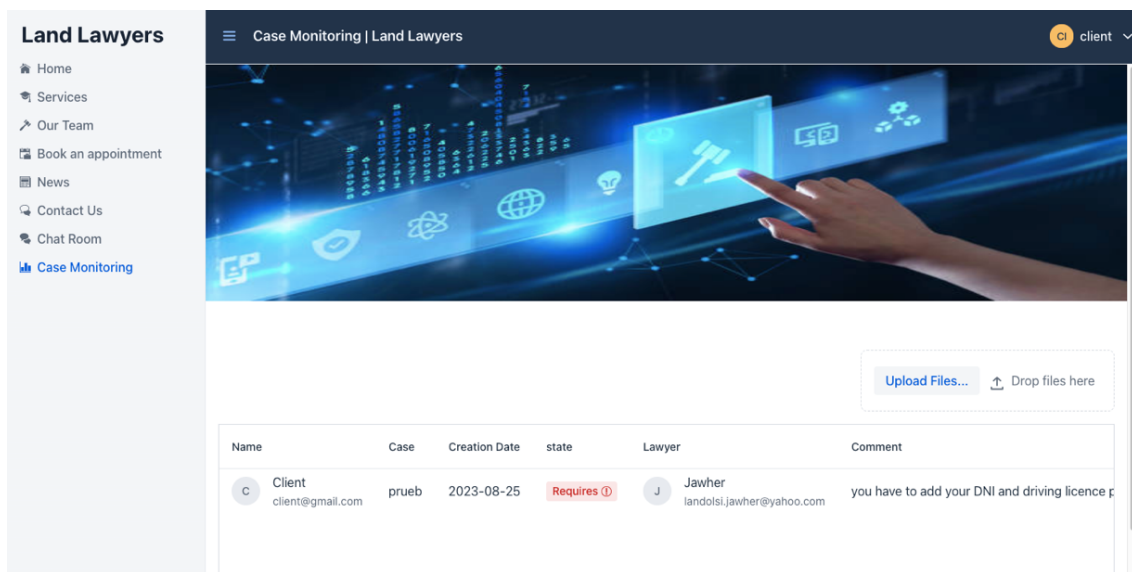 Land Lawyers
Case Monitoring | Land Lawyers
CI client
Home
Services
Our Team
Book an appointment
News
Contact Us
Chat Room
Case Monitoring
Upload Files... Drop files here
Name Case Creation Date state Lawyer Comment
C Client prueb 2023-08-25 Requires J Jawher you have to add your DNI and driving licence p
client@gmail.com landolsi.jawher@yahoo.com